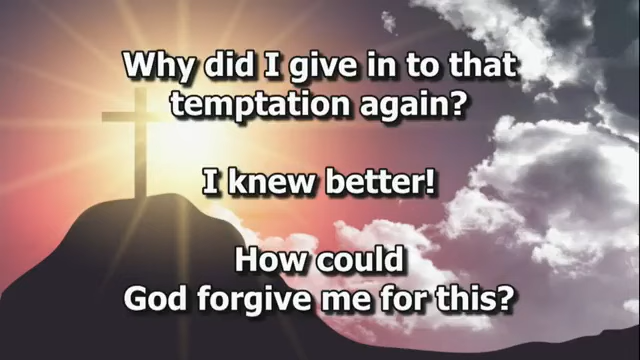 Why did I give in to that
temptation again?
I knew better!
How could
God forgive me for this?